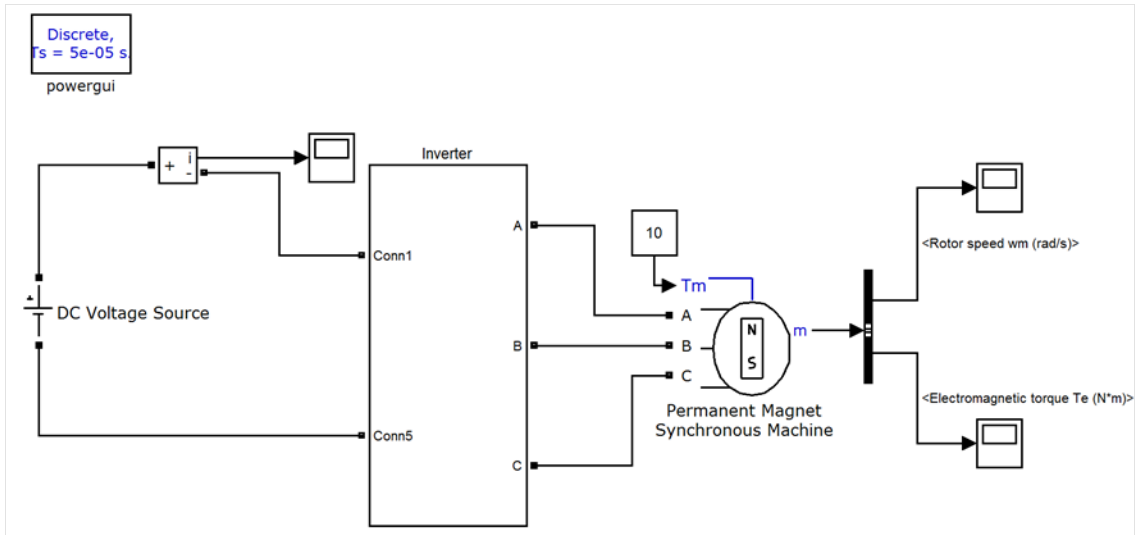 Discrete,
Ts = 5e-05 s.
powergui
+
i
-
Inverter
A
Conn1
10
<Rotor speed wm (rad/s)>
Tm
+
DC Voltage Source
A
N
m
B
B
S
C
Permanent Magnet
Synchronous Machine
<Electromagnetic torque Te (N*m)>
Conn5
C